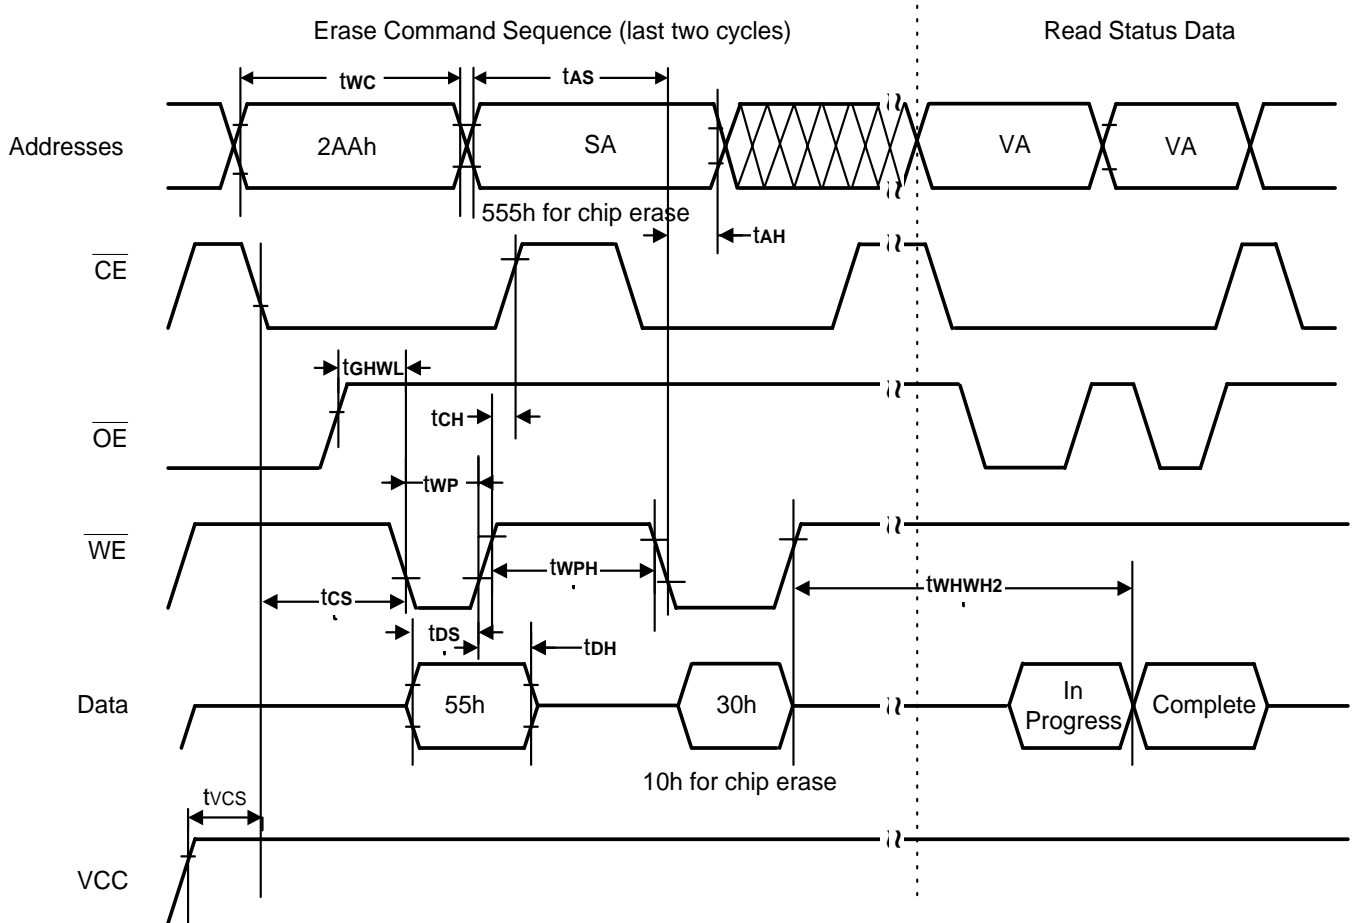 Erase Command Sequence (last two cycles)
Read Status Data
tWC
tAS
Addresses
2AAh
SA
VA
VA
555h for chip erase
tAH
CE
tGHWL
tCH
OE
tWP
WE
tWPH
tWHWH2
tCS
tDS
tDH
Data
55h
30h
In
Progress
Complete
10h for chip erase
tVCS
VCC